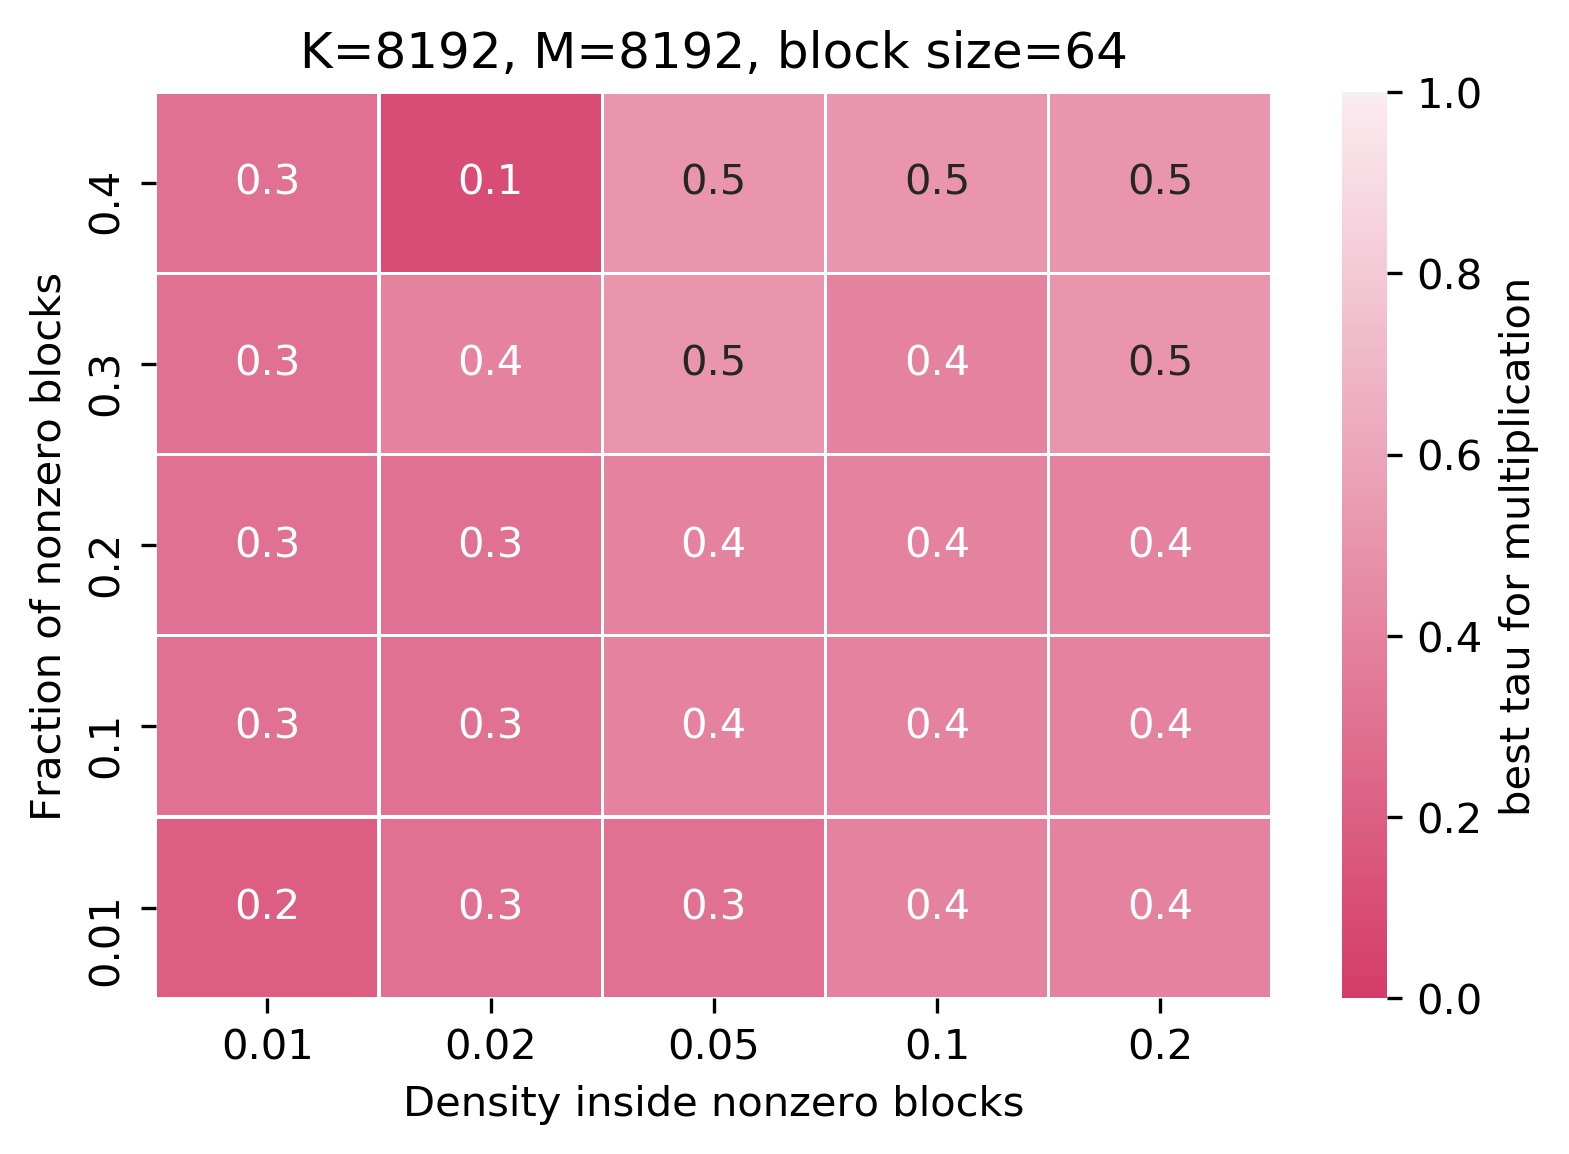 K=8192, M=8192, block size=64
Fraction of nonzero blocks
0.4
0.3
0.2
0.1
0.01
0.3 0.1 0.5 0.5 0.5
0.3 0.4 0.5 0.4 0.5
0.3 0.3 0.4 0.4 0.4
0.3 0.3 0.4 0.4 0.4
0.2 0.3 0.3 0.4 0.4
0.01 0.02 0.05 0.1 0.2
Density inside nonzero blocks
1.0
0.8
0.6
0.4
0.2
0.0
best tau for multiplication